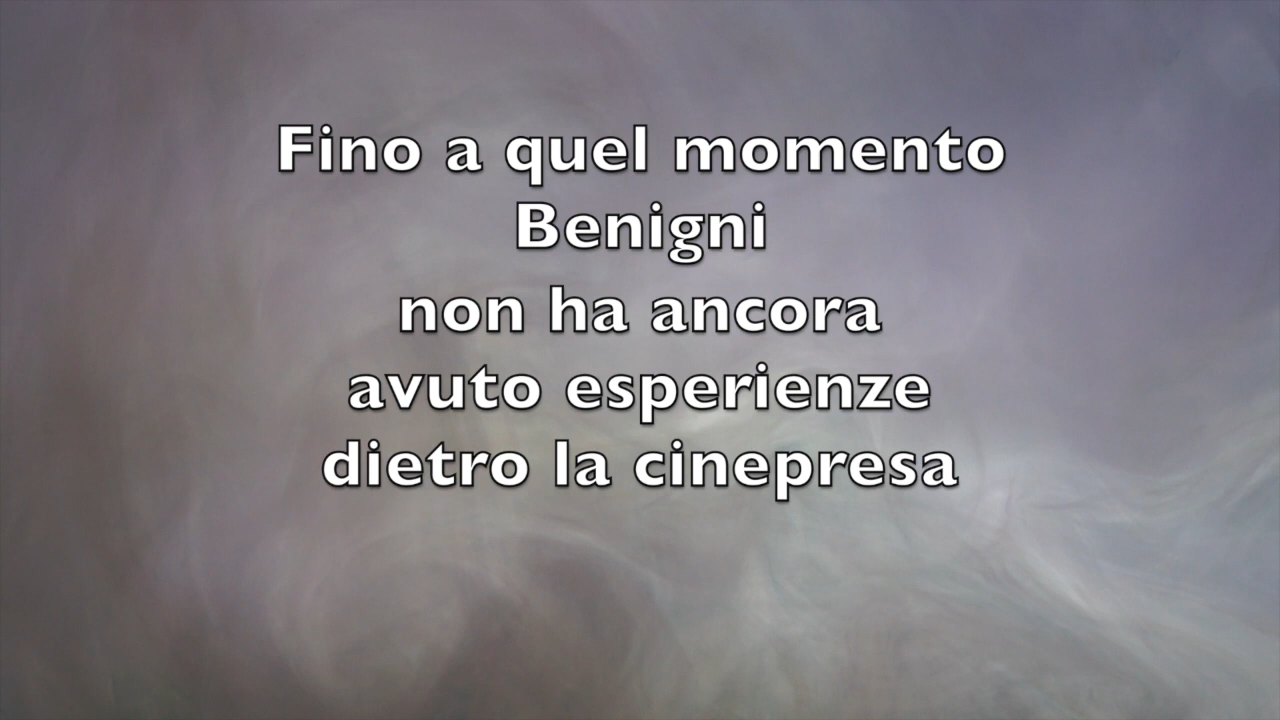 Fino a quel momento
Benigni
non ha ancora
avuto esperienze
dietro la cinepresa